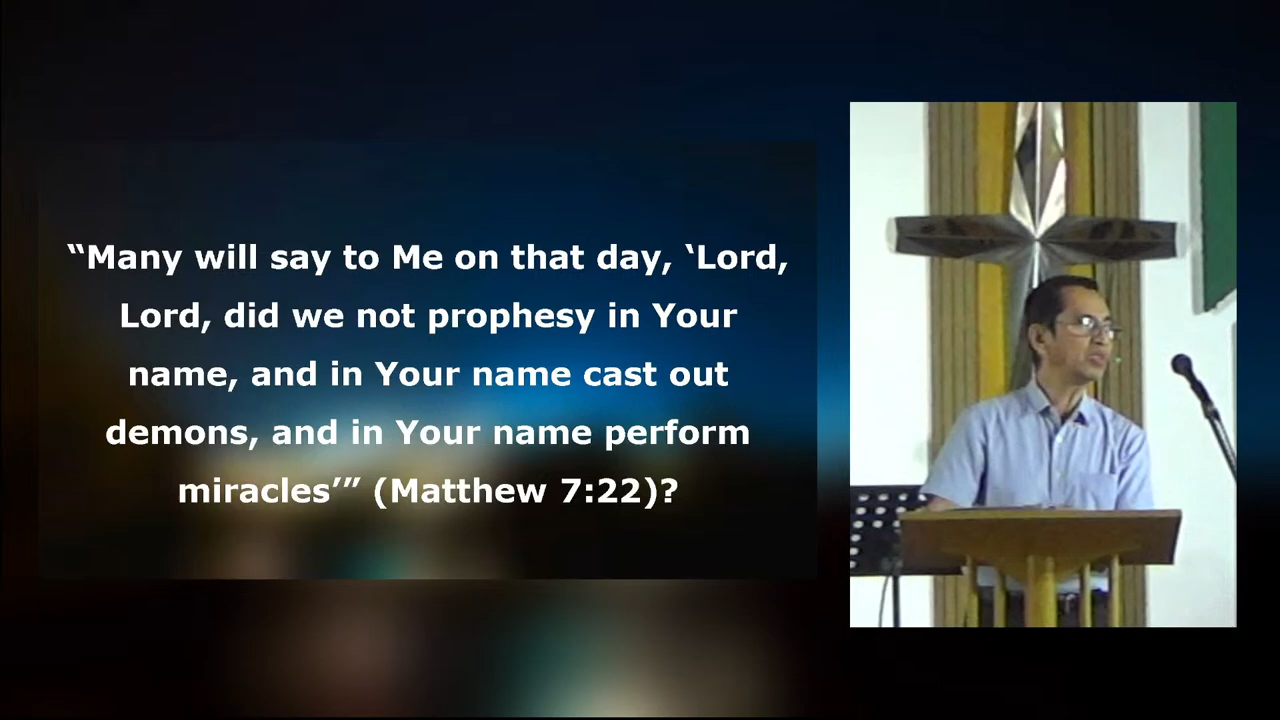 “Many will say to Me on that day, ‘Lord,
Lord, did we not prophesy in Your
name, and in Your name cast out
demons, and in Your name perform
miracles’” (Matthew 7:22)?